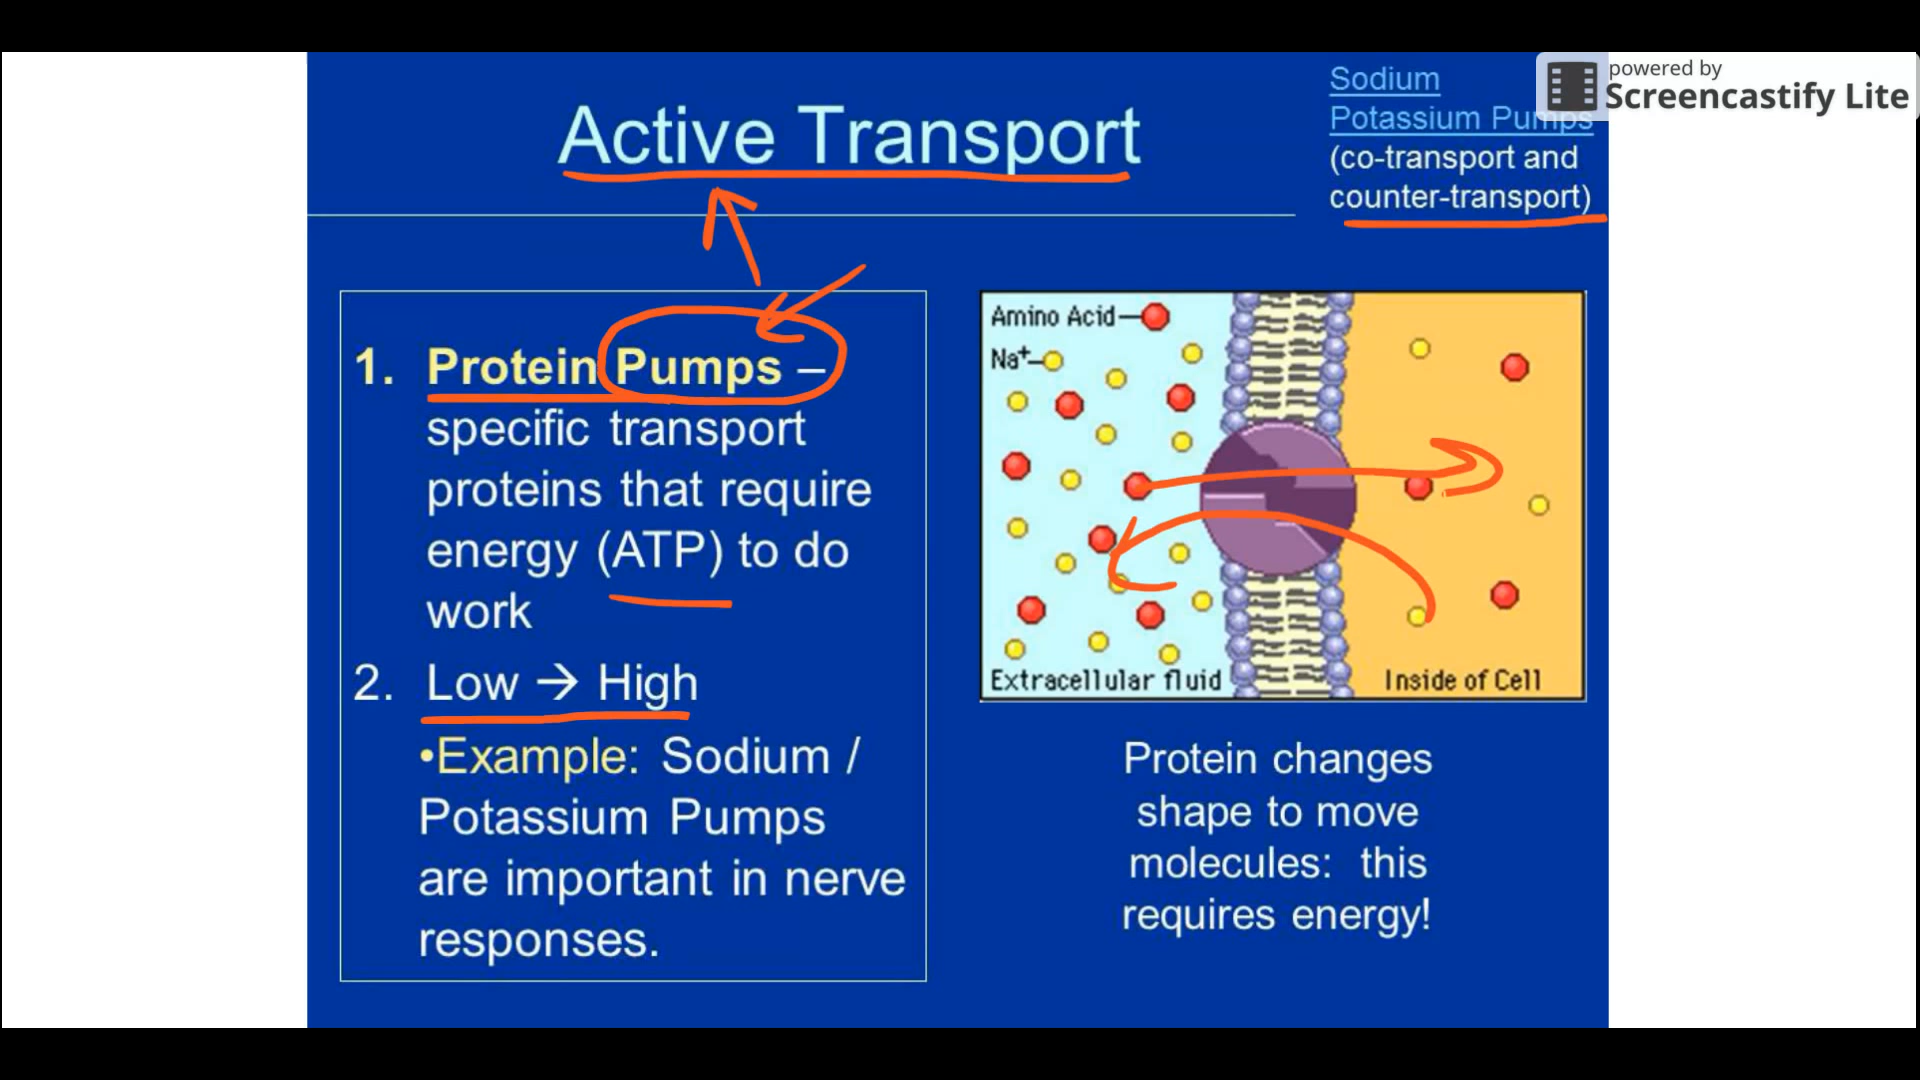 Active Transport
Sodium
Potassium Pumps
(co-transport and
counter-transport)
powered by
Screencastify Lite
1. Protein Pumps –
specific transport
proteins that require
energy (ATP) to do
work
2. Low → High
•Example: Sodium /
Potassium Pumps
are important in nerve
responses.
Amino Acid
Na+
Extracellular fluid
Inside of Cell
Protein changes
shape to move
molecules: this
requires energy!